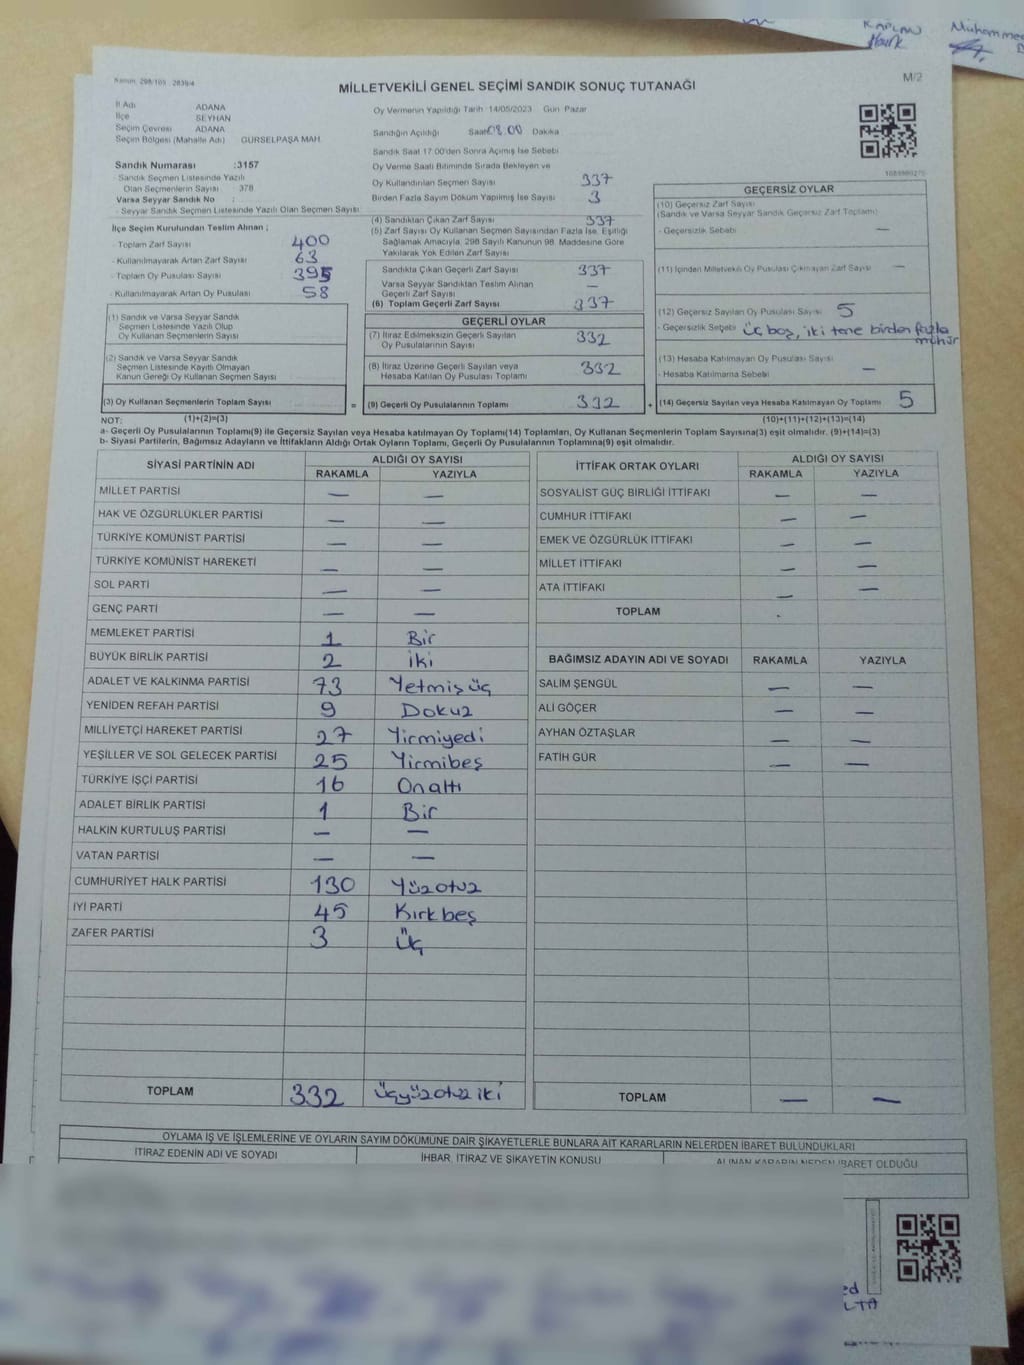 KAPLAN
Muhammed
Kanun: 298/105 2839/4
M/2
MİLLETVEKİLİ GENEL SEÇİMİ SANDIK SONUÇ TUTANAĞI
İl Adı ADANA
İlçe SEYHAN
Seçim Çevresi ADANA
Seçim Bölgesi (Mahalle Adı) GÜRSELPAŞA MAH.
Sandık Numarası :3157
- Sandık Seçmen Listesinde Yazılı
Olan Seçmenlerin Sayısı : 378
Varsa Seyyar Sandık No :
- Seyyar Sandık Seçmen Listesinde Yazılı Olan Seçmen Sayısı
İlçe Seçim Kurulundan Teslim Alınan ;
- Toplam Zarf Sayısı 400
- Kullanılmayarak Artan Zarf Sayısı 63
- Toplam Oy Pusulası Sayısı 395
- Kullanılmayarak Artan Oy Pusulası 58
(1) Sandık ve Varsa Seyyar Sandık
Seçmen Listesinde Yazılı Olup
Oy Kullanan Seçmenlerin Sayısı
(2) Sandık ve Varsa Seyyar Sandık
Seçmen Listesinde Kayıtlı Olmayan
Kanun Gereği Oy Kullanan Seçmen Sayısı
(3) Oy Kullanan Seçmenlerin Toplam Sayısı
Oy Vermenin Yapıldığı Tarih :14/05/2023 Gün Pazar
Sandığın Açıldığı Saat 08.00 Dakika
Sandık Saat 17:00'den Sonra Açılmış İse Sebebi
Oy Verme Saati Bitiminde Sırada Bekleyen ve
Oy Kullandırılan Seçmen Sayısı 337
Birden Fazla Sayım Döküm Yapılmış İse Sayısı 3
(4) Sandıktan Çıkan Zarf Sayısı 337
(5) Zarf Sayısı Oy Kullanan Seçmen Sayısından Fazla İse, Eşitliği
Sağlamak Amacıyla, 298 Sayılı Kanunun 98. Maddesine Göre
Yakılarak Yok Edilen Zarf Sayısı
Sandıkta Çıkan Geçerli Zarf Sayısı 337
Varsa Seyyar Sandıktan Teslim Alınan
Geçerli Zarf Sayısı —
(6) Toplam Geçerli Zarf Sayısı 337
GEÇERLİ OYLAR
(7) İtiraz Edilmeksizin Geçerli Sayılan
Oy Pusulalarının Sayısı 332
(8) İtiraz Üzerine Geçerli Sayılan veya
Hesaba Katılan Oy Pusulası Toplamı 332
= (9) Geçerli Oy Pusulalarının Toplamı 332
GEÇERSİZ OYLAR
(10) Geçersiz Zarf Sayısı
(Sandık ve Varsa Seyyar Sandık Geçersiz Zarf Toplamı)
- Geçersizlik Sebebi —
(11) İçinden Milletvekili Oy Pusulası Çıkmayan Zarf Sayısı —
(12) Geçersiz Sayılan Oy Pusulası Sayısı 5
- Geçersizlik Sebebi üç boş, iki tane birden fazla
mühür
(13) Hesaba Katılmayan Oy Pusulası Sayısı
- Hesaba Katılmama Sebebi —
+ (14) Geçersiz Sayılan veya Hesaba Katılmayan Oy Toplamı 5
NOT: (1)+(2)=(3) (10)+(11)+(12)+(13)=(14)
a- Geçerli Oy Pusulalarının Toplamı(9) ile Geçersiz Sayılan veya Hesaba katılmayan Oy Toplamı(14) Toplamları, Oy Kullanan Seçmenlerin Toplam Sayısına(3) eşit olmalıdır. (9)+(14)=(3)
b- Siyasi Partilerin, Bağımsız Adayların ve İttifakların Aldığı Ortak Oyların Toplamı, Geçerli Oy Pusulalarının Toplamına(9) eşit olmalıdır.
SİYASİ PARTİNİN ADI ALDIĞI OY SAYISI
RAKAMLA YAZIYLA
MİLLET PARTİSİ — —
HAK VE ÖZGÜRLÜKLER PARTİSİ — —
TÜRKİYE KOMÜNİST PARTİSİ — —
TÜRKİYE KOMÜNİST HAREKETİ — —
SOL PARTİ — —
GENÇ PARTİ — —
MEMLEKET PARTİSİ 1 Bir
BÜYÜK BİRLİK PARTİSİ 2 iki
ADALET VE KALKINMA PARTİSİ 73 Yetmiş üç
YENİDEN REFAH PARTİSİ 9 Dokuz
MİLLİYETÇİ HAREKET PARTİSİ 27 Yirmiyedi
YEŞİLLER VE SOL GELECEK PARTİSİ 25 Yirmibeş
TÜRKİYE İŞÇİ PARTİSİ 16 Onaltı
ADALET BİRLİK PARTİSİ 1 Bir
HALKIN KURTULUŞ PARTİSİ — —
VATAN PARTİSİ — —
CUMHURİYET HALK PARTİSİ 130 Yüzotuz
İYİ PARTİ 45 Kırkbeş
ZAFER PARTİSİ 3 Üç
TOPLAM 332 Üçyüzotuz iki
İTTİFAK ORTAK OYLARI ALDIĞI OY SAYISI
RAKAMLA YAZIYLA
SOSYALİST GÜÇ BİRLİĞİ İTTİFAKI — —
CUMHUR İTTİFAKI — —
EMEK VE ÖZGÜRLÜK İTTİFAKI — —
MİLLET İTTİFAKI — —
ATA İTTİFAKI — —
TOPLAM
BAĞIMSIZ ADAYIN ADI VE SOYADI RAKAMLA YAZIYLA
SALİM ŞENGÜL — —
ALİ GÖÇER — —
AYHAN ÖZTAŞLAR — —
FATİH GÜR — —
TOPLAM — —
OYLAMA İŞ VE İŞLEMLERİNE VE OYLARIN SAYIM DÖKÜMÜNE DAİR ŞİKAYETLERLE BUNLARA AİT KARARLARIN NELERDEN İBARET BULUNDUKLARI
İTİRAZ EDENİN ADI VE SOYADI İHBAR, İTİRAZ VE ŞİKAYETİN KONUSU ALINAN KARARIN NEDEN İBARET OLDUĞU